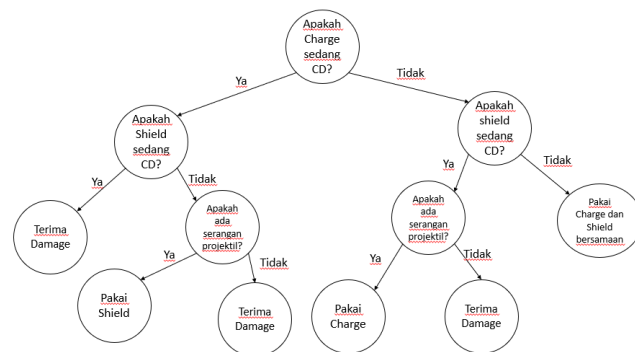 Apakah
Charge
sedang
CD?
Ya
Tidak
Apakah
Shield
sedang
CD?
Apakah
shield
sedang
CD?
Ya
Tidak
Ya
Tidak
Terima
Damage
Apakah
ada
serangan
projektil?
Apakah
ada
serangan
projektil?
Pakai
Charge dan
Shield
bersamaan
Ya
Tidak
Ya
Tidak
Pakai
Shield
Terima
Damage
Pakai
Charge
Terima
Damage